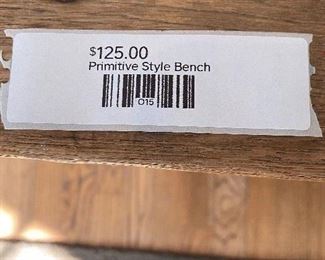 $125.00
Primitive Style Bench
O15